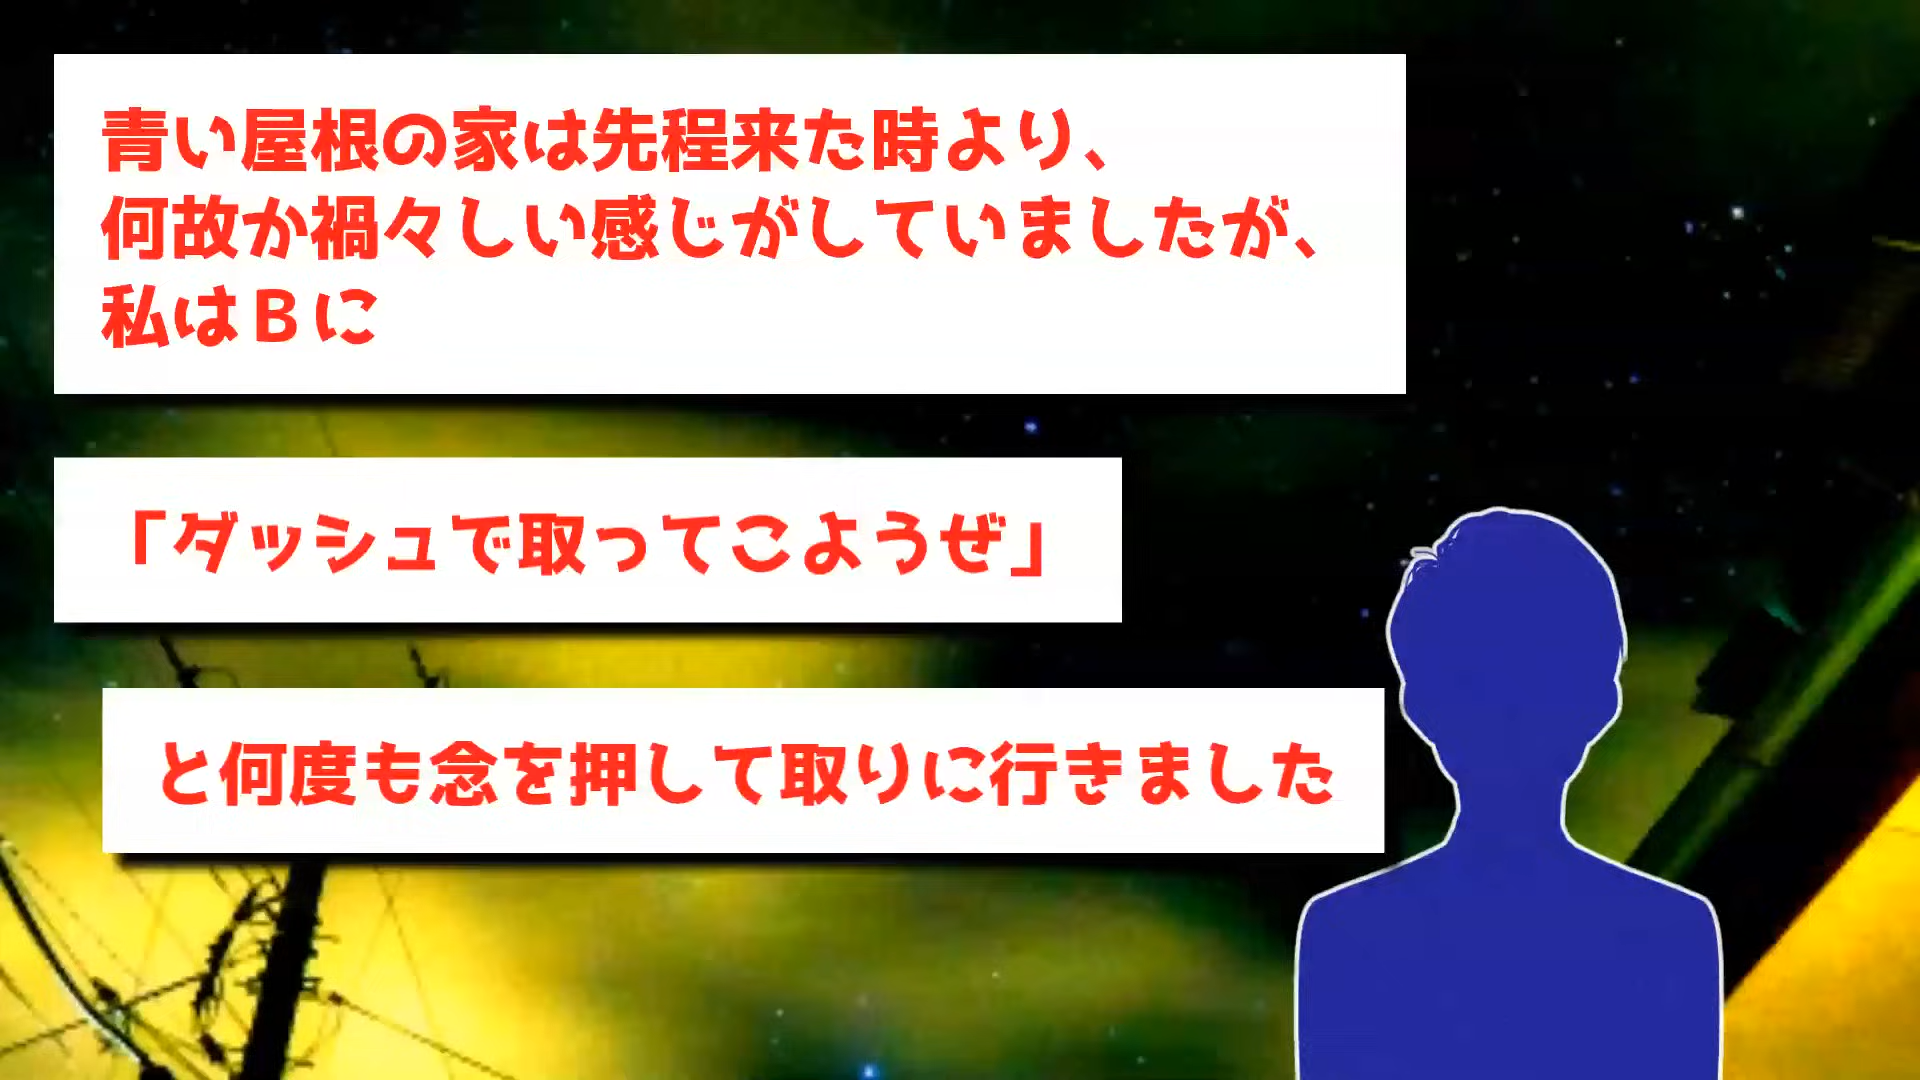 青い屋根の家は先程来た時より、
何故か禍々しい感じがしていましたが、
私はＢに
「ダッシュで取ってこようぜ」
と何度も念を押して取りに行きました